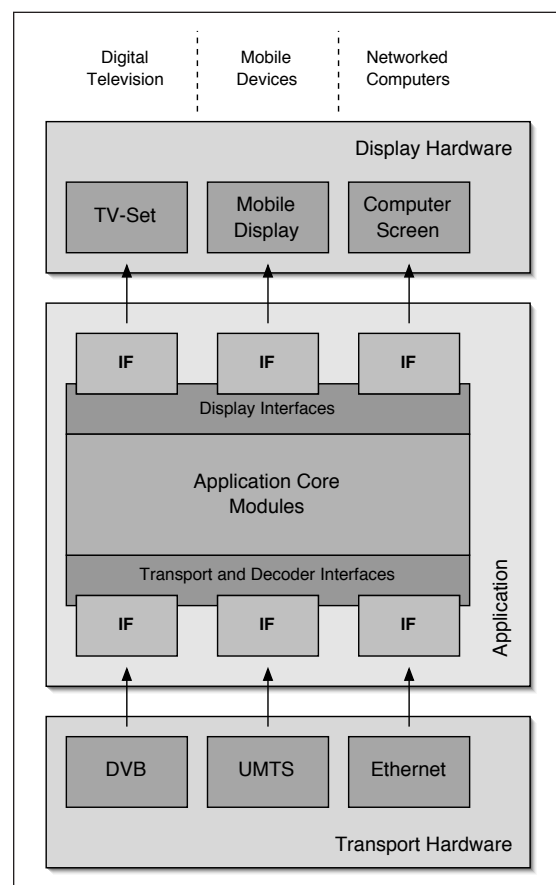 Digital Television
Mobile Devices
Networked Computers
Display Hardware
TV-Set
Mobile Display
Computer Screen
IF
IF
IF
Display Interfaces
Application Core
Modules
Transport and Decoder Interfaces
IF
IF
IF
Application
DVB
UMTS
Ethernet
Transport Hardware